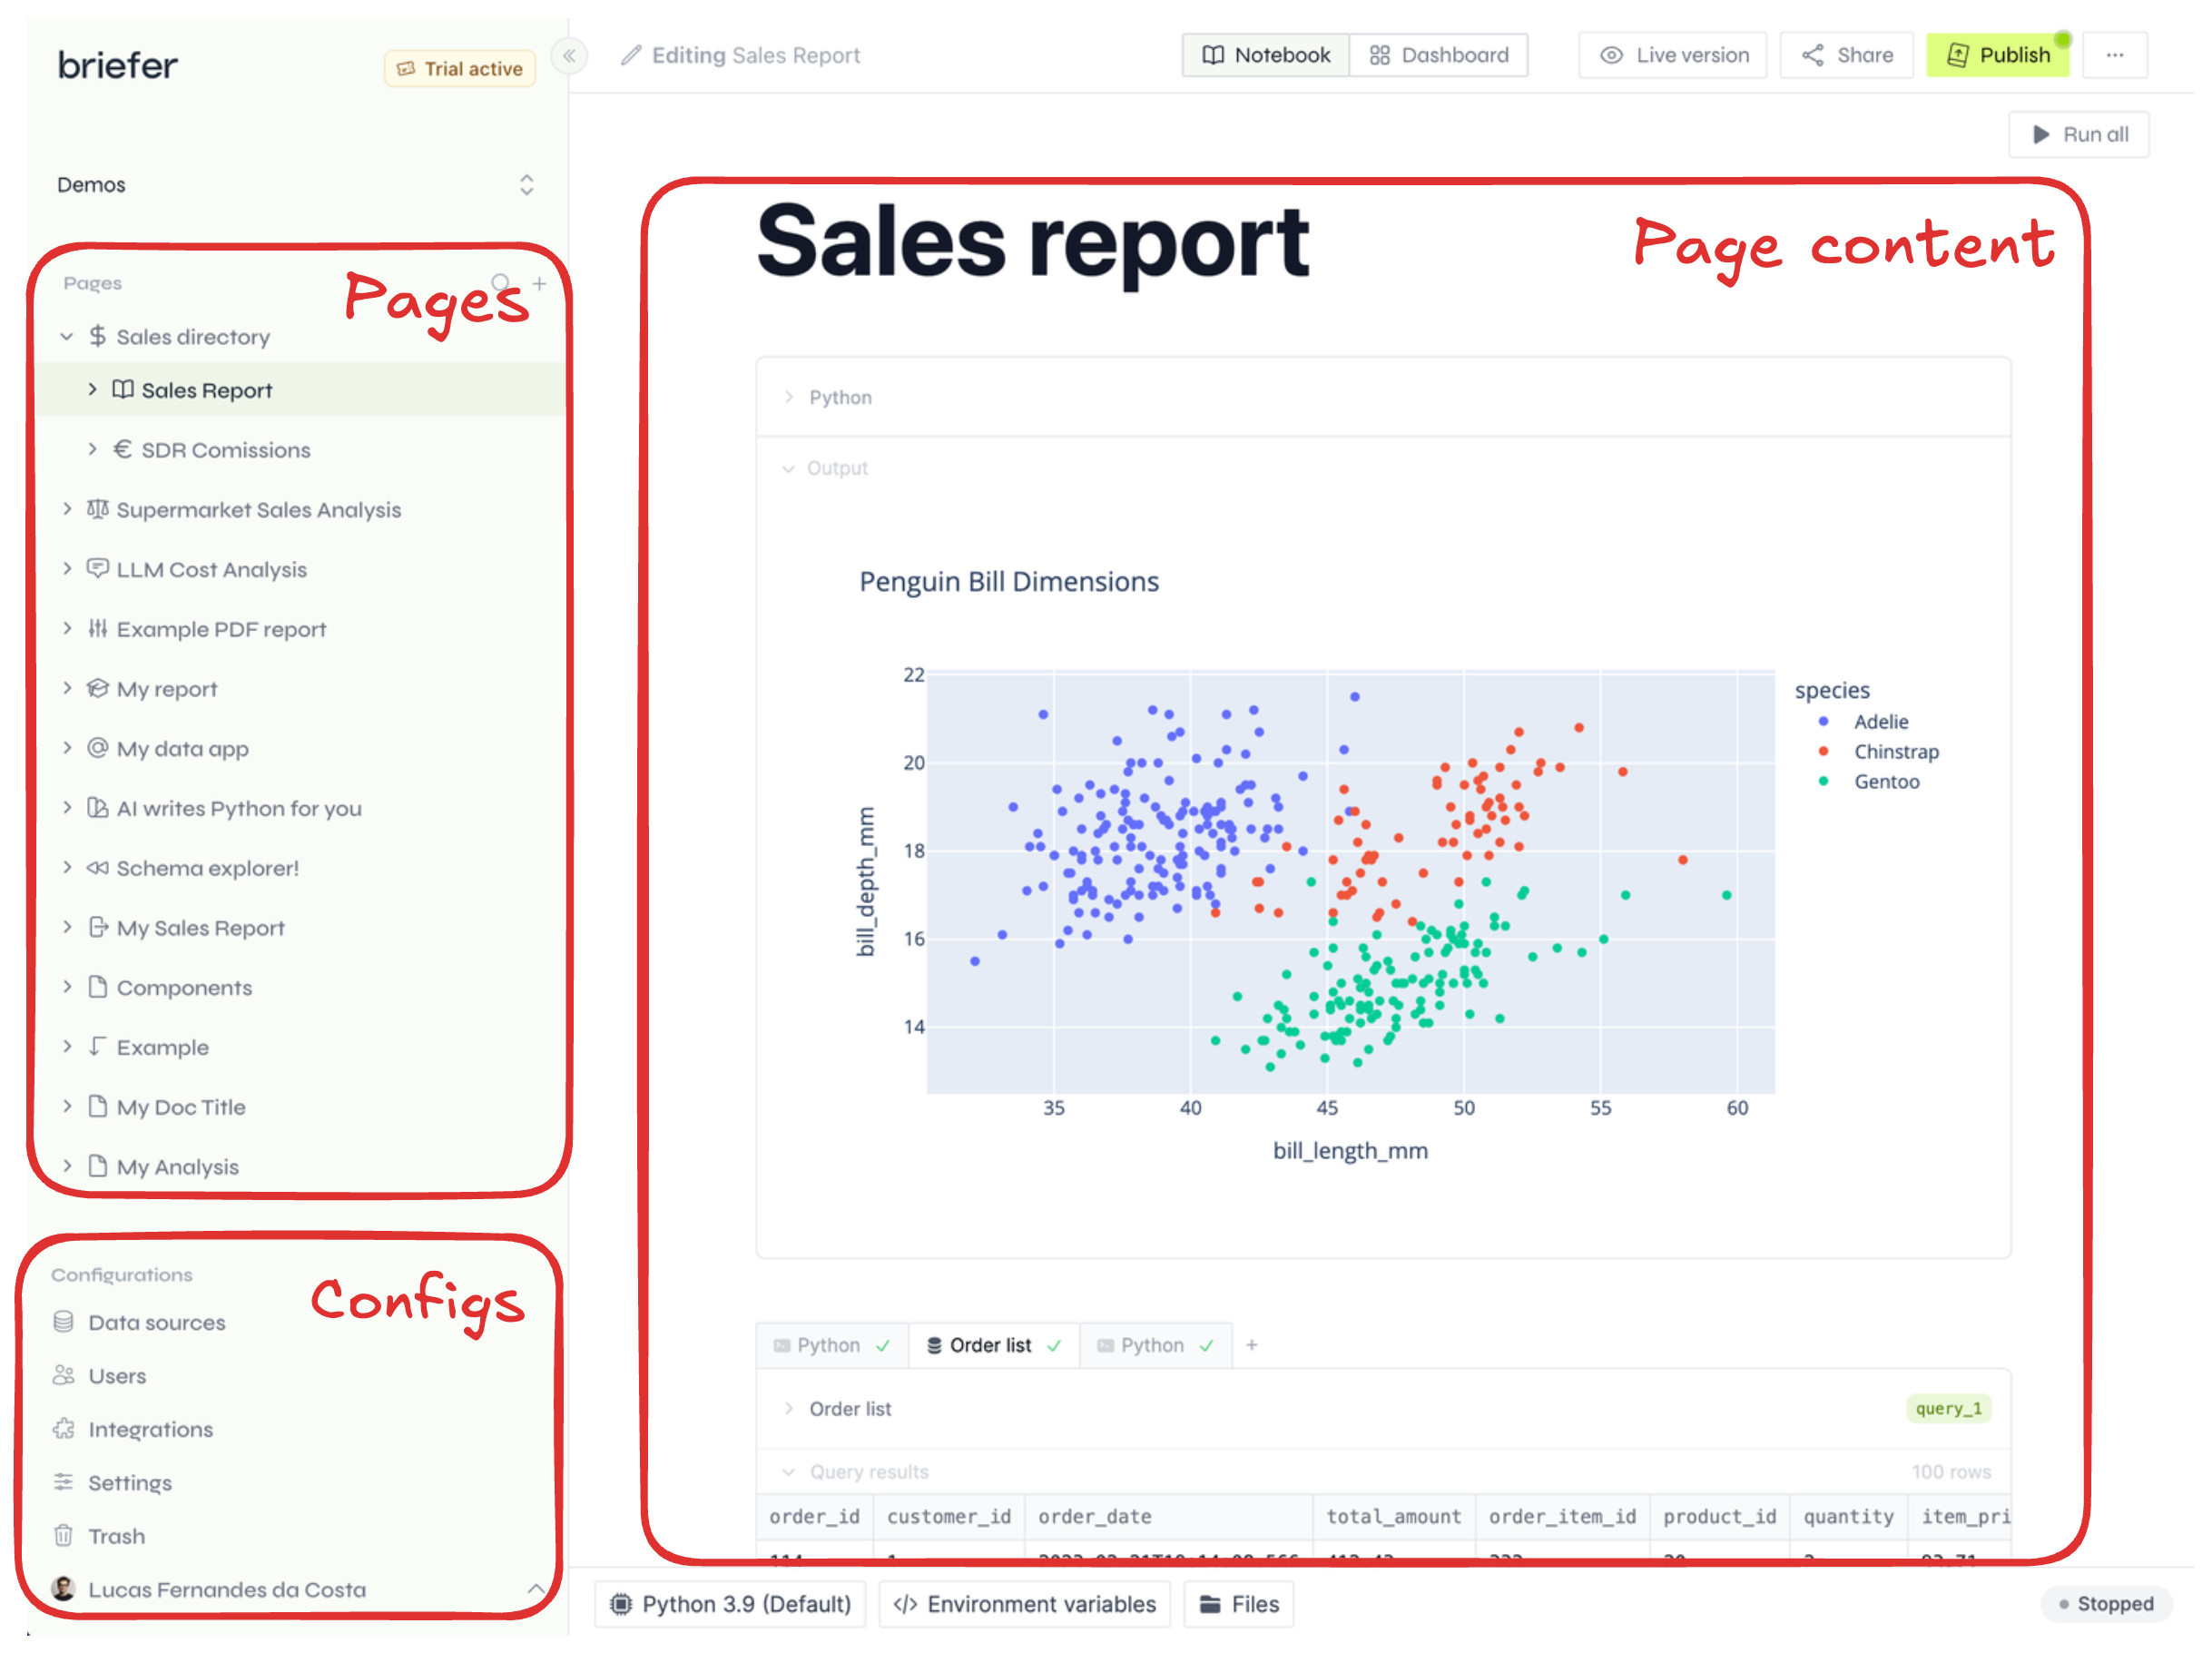 briefer
Trial active
Editing Sales Report
Notebook
Dashboard
Live version
Share
Publish
Run all
Demos
Pages
Pages
Sales directory
Sales Report
SDR Comissions
Supermarket Sales Analysis
LLM Cost Analysis
Example PDF report
My report
My data app
AI writes Python for you
Schema explorer!
My Sales Report
Components
Example
My Doc Title
My Analysis
Configurations
Configs
Data sources
Users
Integrations
Settings
Trash
Lucas Fernandes da Costa
Sales report
Page content
Python
Output
Penguin Bill Dimensions
22
20
18
16
14
bill_depth_mm
35 40 45 50 55 60
bill_length_mm
species
Adelie
Chinstrap
Gentoo
Python Order list Python +
Order list query_1
Query results 100 rows
order_id customer_id order_date total_amount order_item_id product_id quantity item_pri
Python 3.9 (Default)
</> Environment variables
Files
Stopped